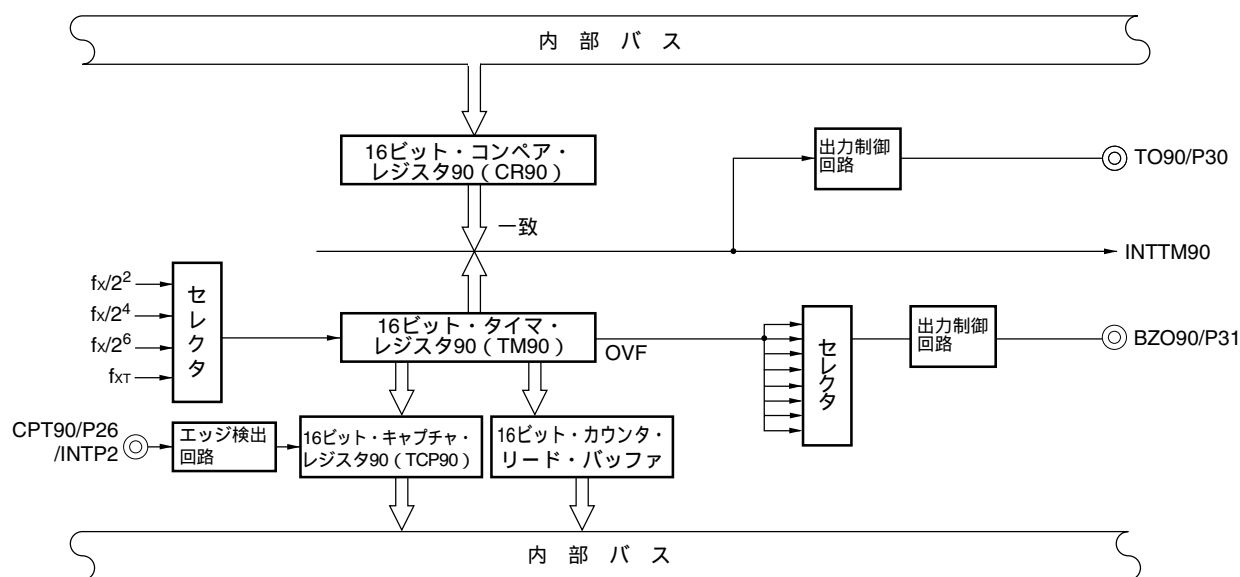 内 部 バ ス
16ビット・コンペア・
レジスタ90（CR90）
出力制御
回路
TO90/P30
一致
INTTM90
fx/2²
fx/2⁴
fx/2⁶
fXT
セレクタ
16ビット・タイマ・
レジスタ90（TM90）
OVF
セレクタ
出力制御
回路
BZO90/P31
CPT90/P26
/INTP2
エッジ検出
回路
16ビット・キャプチャ・
レジスタ90（TCP90）
16ビット・カウンタ・
リード・バッファ
内 部 バ ス